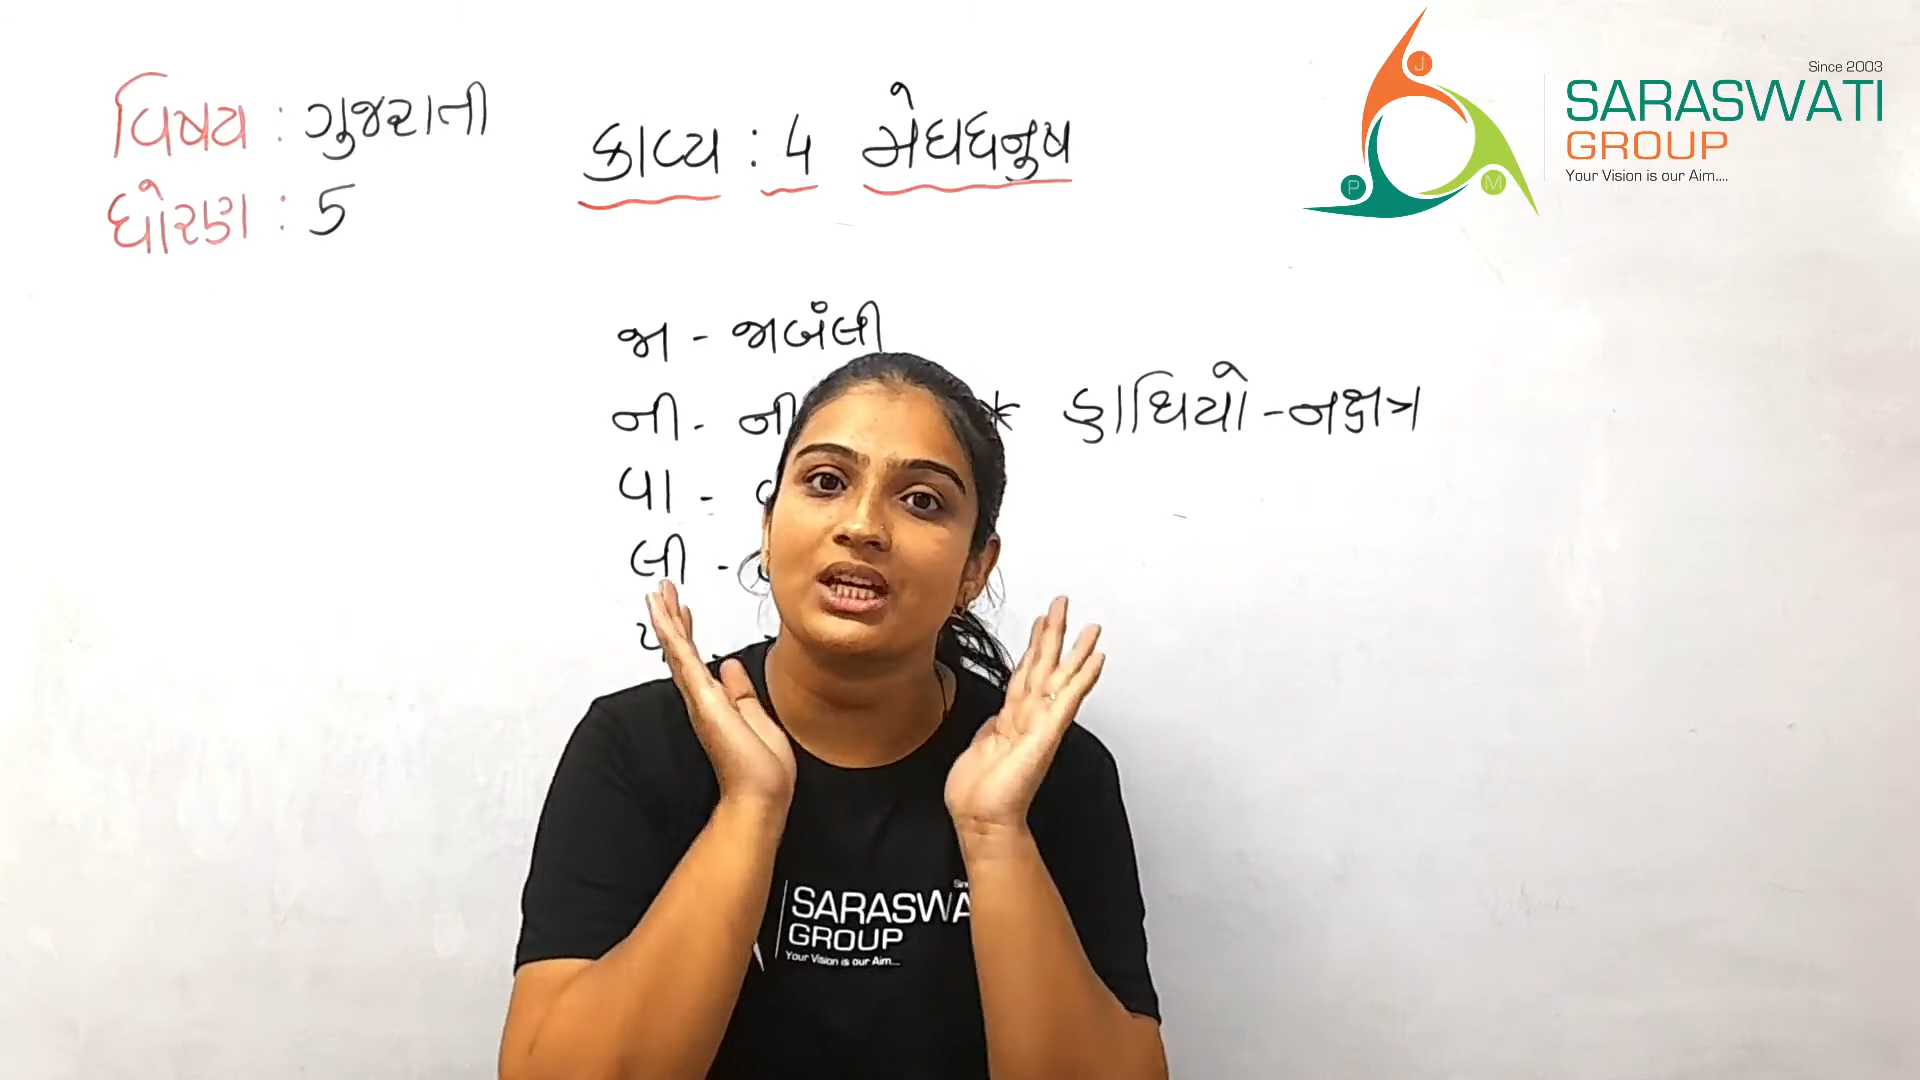 વિષય : ગુજરાતી
ધોરણ : 5
કાવ્ય : 4 મેઘધનુષ
Since 2003
SARASWATI
GROUP
Your Vision is our Aim....
J
P
M
જા - જાબંલી
ની - ની
* હાથિયો - નક્ષત્ર
પા -
લી -
SARASWA
GROUP
Your Vision is our Aim...